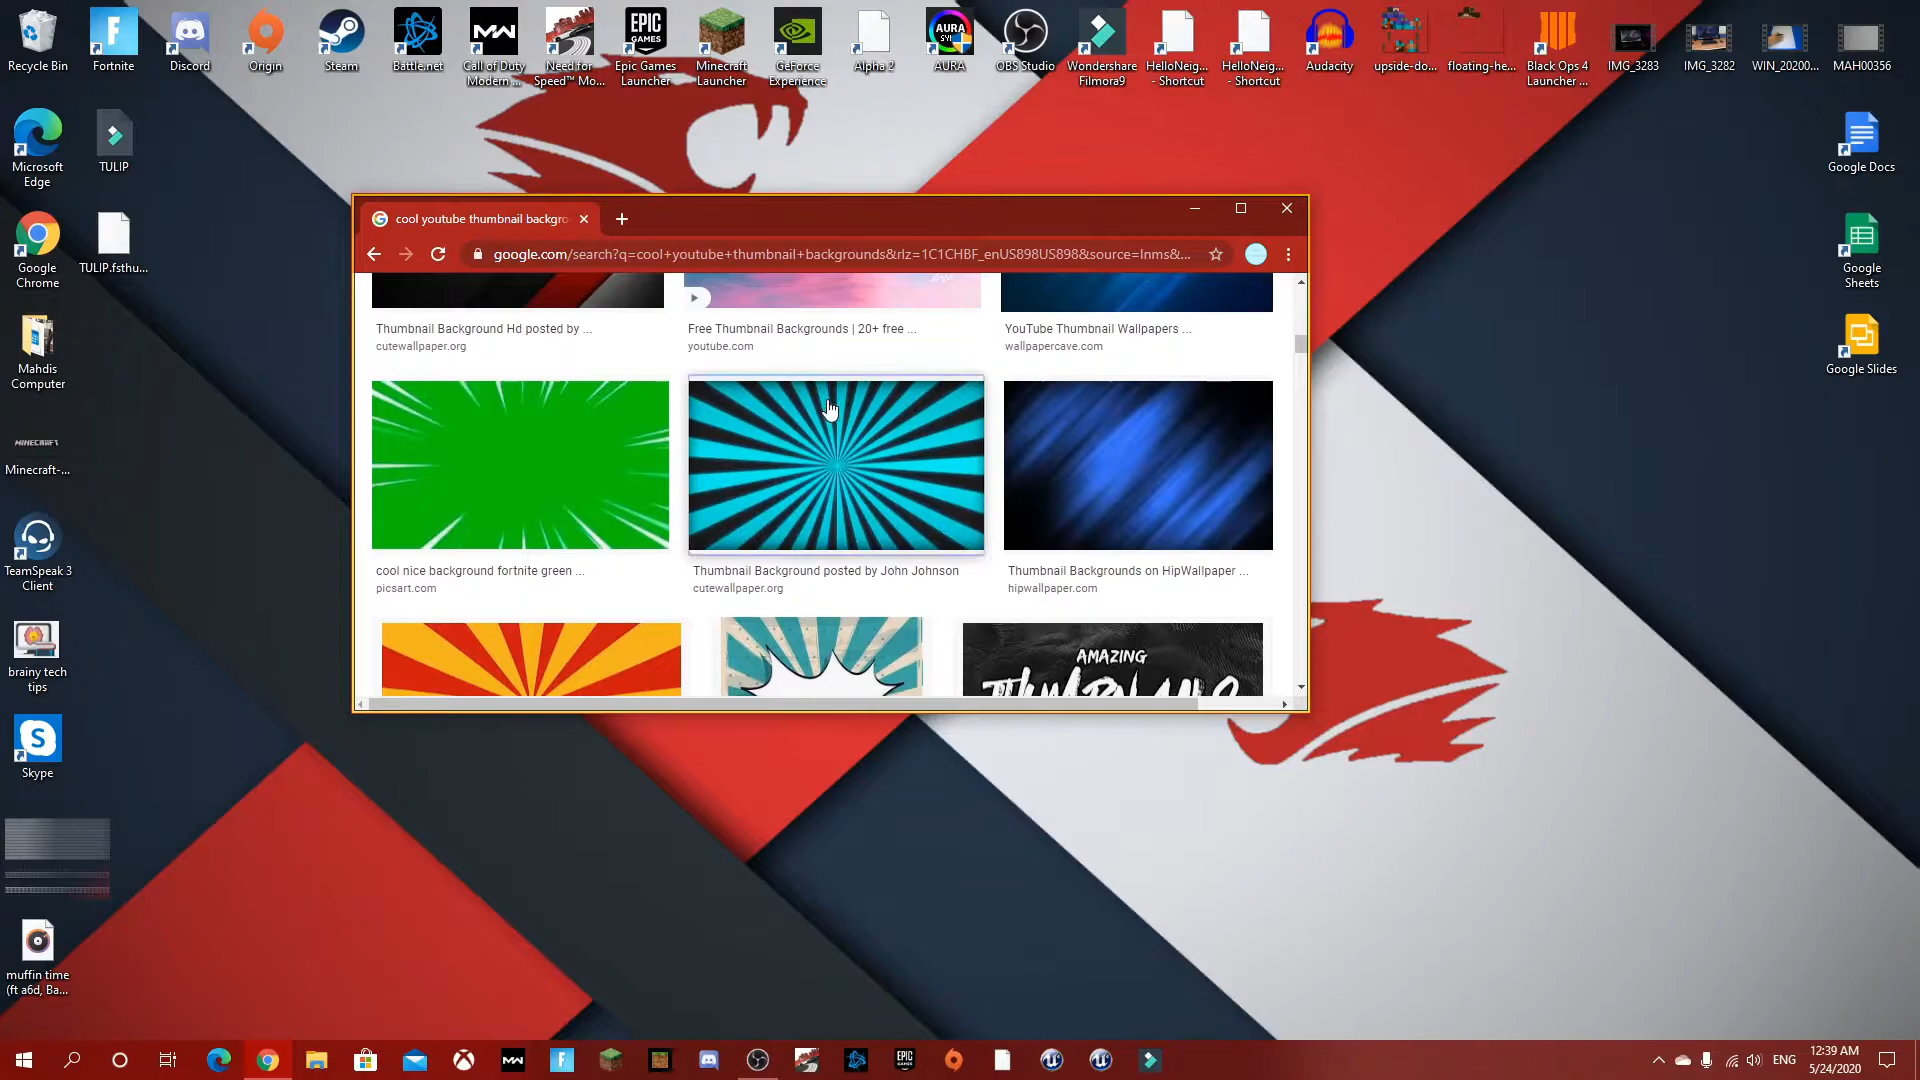 Recycle Bin
Fortnite
Discord
Origin
Steam
Battle.net
Call of Duty
Modern ...
Need for
Speed™ Mo...
EPIC
GAMES
Epic Games
Launcher
Minecraft
Launcher
GeForce
Experience
Alpha 2
AURA
SYNC
AURA
OBS Studio
Wondershare
Filmora9
HelloNeig...
- Shortcut
HelloNeig...
- Shortcut
Audacity
upside-do...
floating-he...
Black Ops 4
Launcher ...
IMG_3283
IMG_3282
WIN_20200...
MAH00356
Microsoft
Edge
TULIP
Google
Chrome
TULIP.fsthu...
Mahdis
Computer
MINECRAFT
Minecraft-...
TeamSpeak 3
Client
brainy tech
tips
Skype
muffin time
(ft a6d, Ba...
Google Docs
Google
Sheets
Google Slides
cool youtube thumbnail backgro
google.com/search?q=cool+youtube+thumbnail+backgrounds&rlz=1C1CHBF_enUS898US898&source=lnms&...
Thumbnail Background Hd posted by ...
cutewallpaper.org
Free Thumbnail Backgrounds | 20+ free ...
youtube.com
YouTube Thumbnail Wallpapers ...
wallpapercave.com
cool nice background fortnite green ...
picsart.com
Thumbnail Background posted by John Johnson
cutewallpaper.org
Thumbnail Backgrounds on HipWallpaper ...
hipwallpaper.com
AMAZING
ENG
12:39 AM
5/24/2020